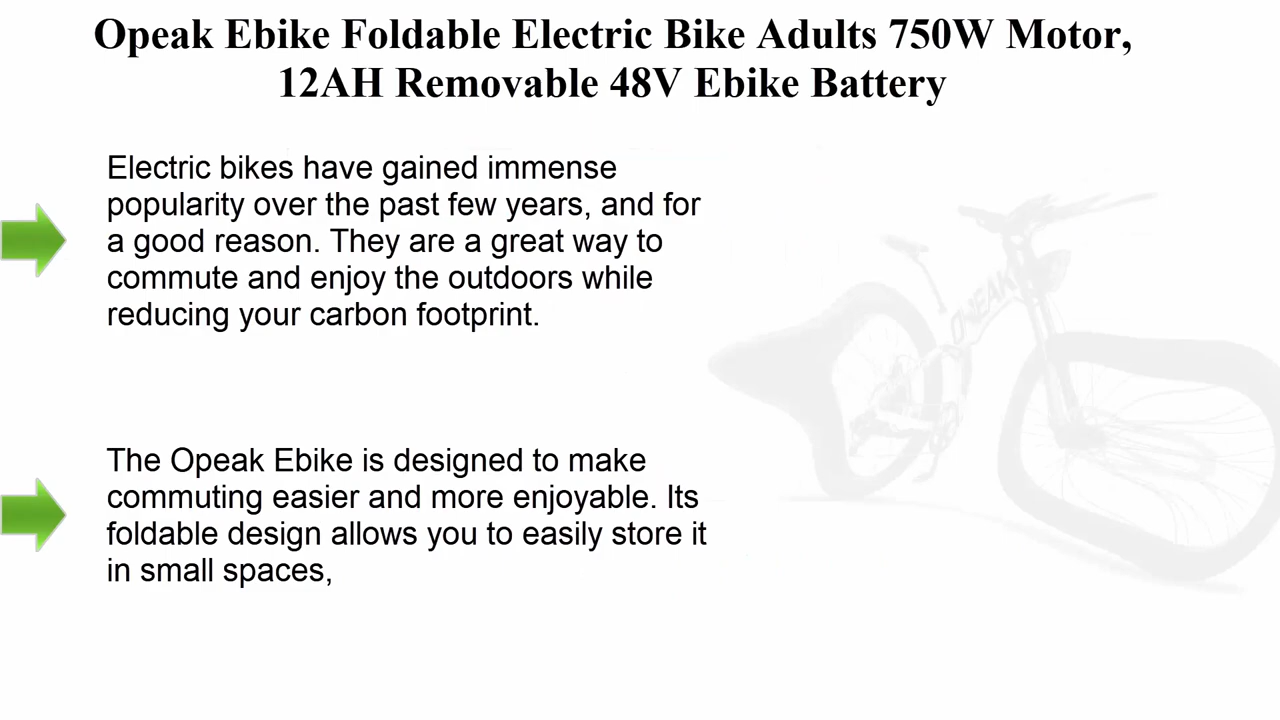 Opeak Ebike Foldable Electric Bike Adults 750W Motor,
12AH Removable 48V Ebike Battery
Electric bikes have gained immense
popularity over the past few years, and for
a good reason. They are a great way to
commute and enjoy the outdoors while
reducing your carbon footprint.
OPEAK
The Opeak Ebike is designed to make
commuting easier and more enjoyable. Its
foldable design allows you to easily store it
in small spaces,